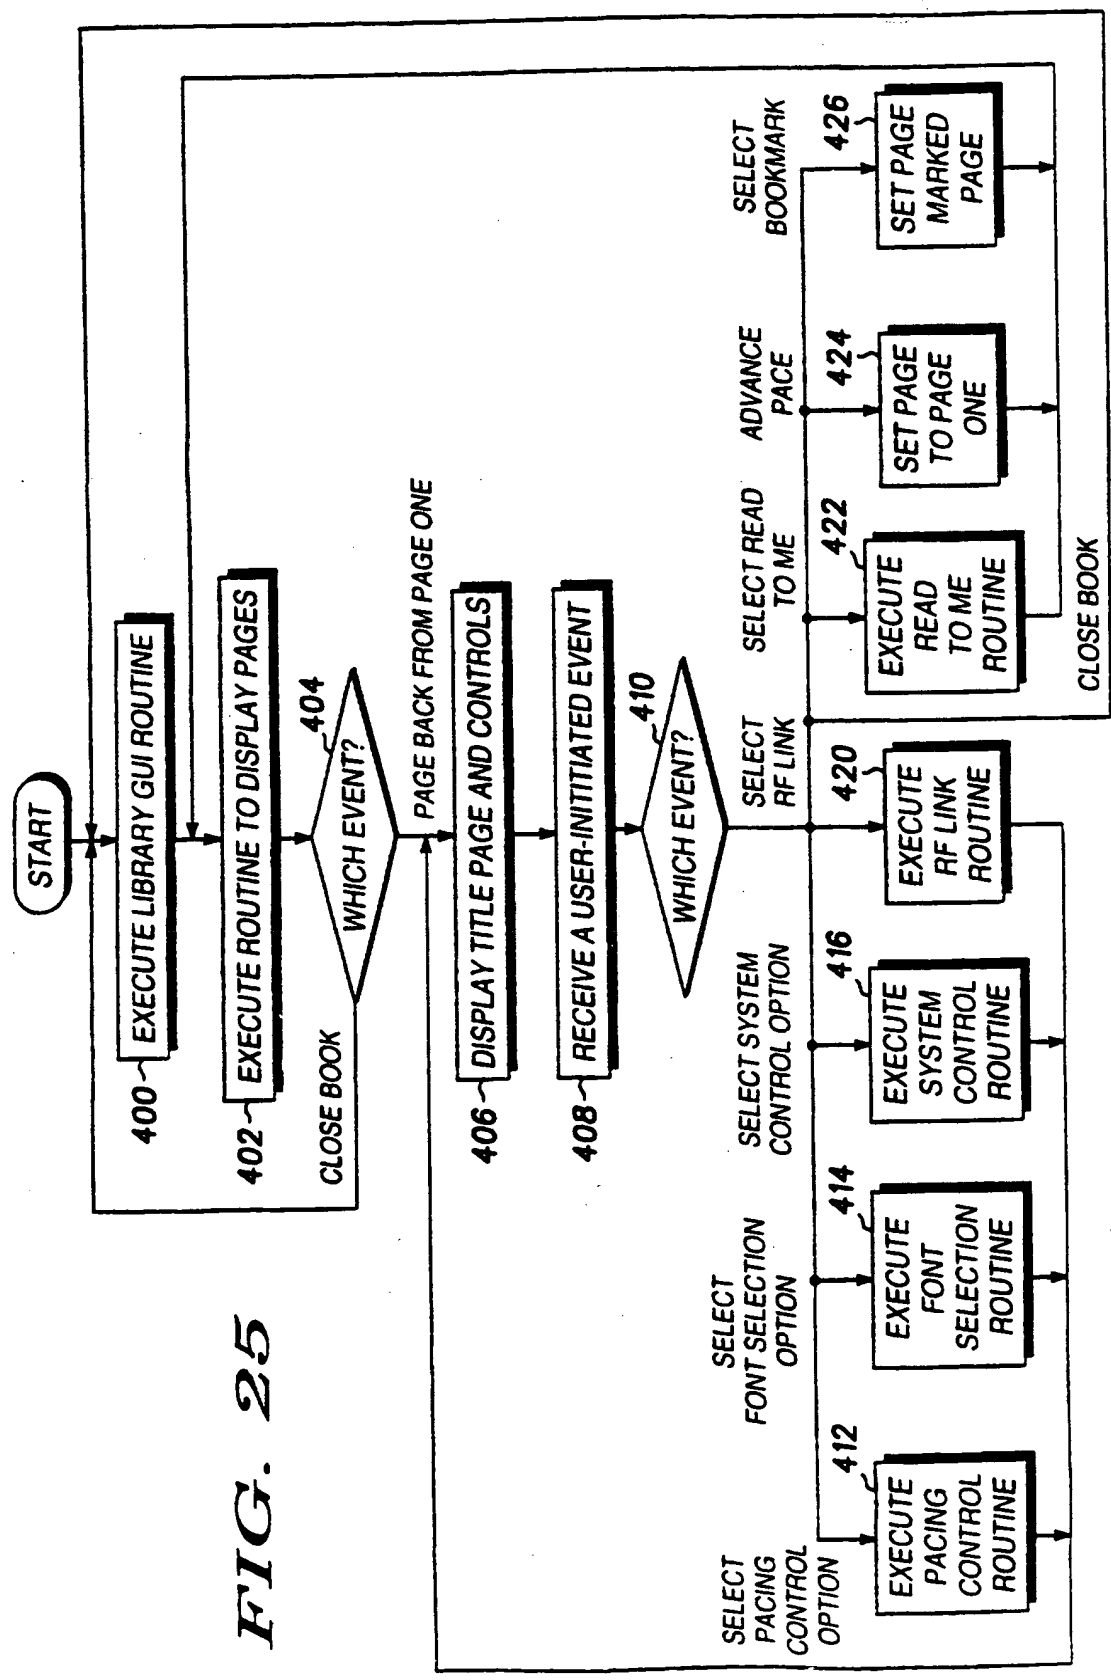 START
400
EXECUTE LIBRARY GUI ROUTINE
402
EXECUTE ROUTINE TO DISPLAY PAGES
404
WHICH EVENT?
CLOSE BOOK
PAGE BACK FROM PAGE ONE
406
DISPLAY TITLE PAGE AND CONTROLS
408
RECEIVE A USER-INITIATED EVENT
410
WHICH EVENT?
SELECT
PACING
CONTROL
OPTION
412
EXECUTE
PACING
CONTROL
ROUTINE
SELECT
FONT SELECTION
OPTION
414
EXECUTE
FONT
SELECTION
ROUTINE
SELECT SYSTEM
CONTROL OPTION
416
EXECUTE
SYSTEM
CONTROL
ROUTINE
SELECT
RF LINK
420
EXECUTE
RF LINK
ROUTINE
SELECT READ
TO ME
422
EXECUTE
READ
TO ME
ROUTINE
ADVANCE
PACE
424
SET PAGE
TO PAGE
ONE
SELECT
BOOKMARK
426
SET PAGE
MARKED
PAGE
CLOSE BOOK
FIG. 25